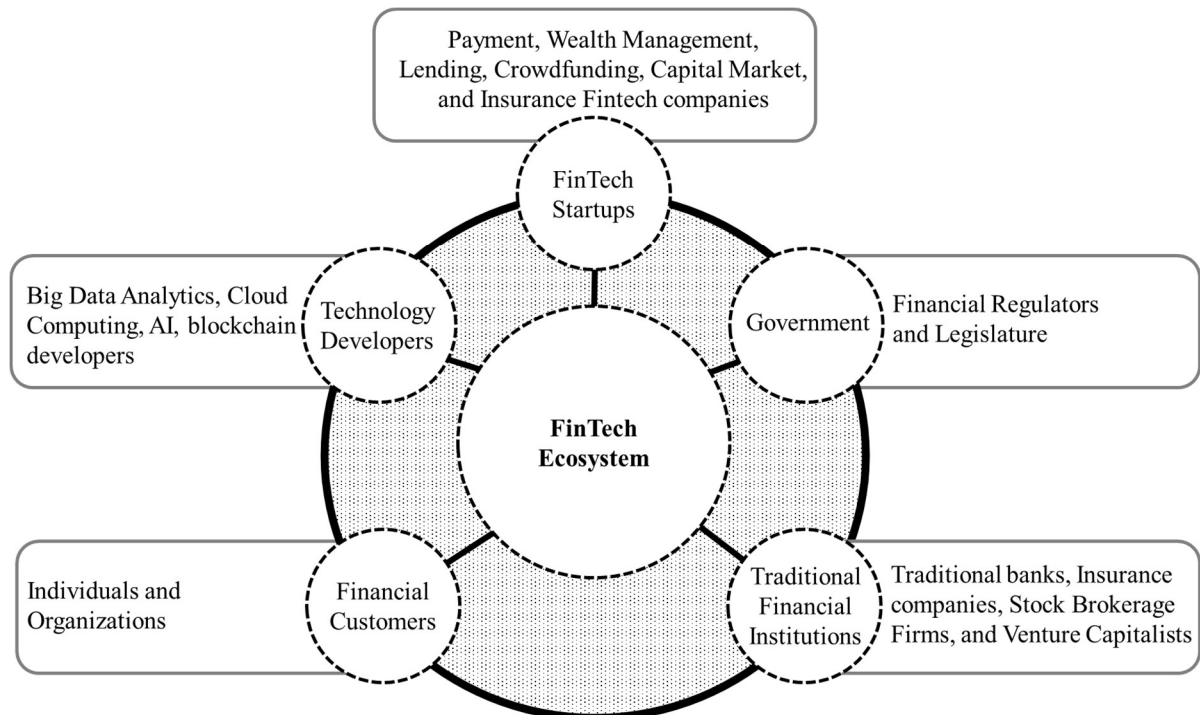 Payment, Wealth Management,
Lending, Crowdfunding, Capital Market,
and Insurance Fintech companies
FinTech
Startups
Big Data Analytics, Cloud
Computing, AI, blockchain
developers
Technology
Developers
Government
Financial Regulators
and Legislature
FinTech
Ecosystem
Individuals and
Organizations
Financial
Customers
Traditional
Financial
Institutions
Traditional banks, Insurance
companies, Stock Brokerage
Firms, and Venture Capitalists